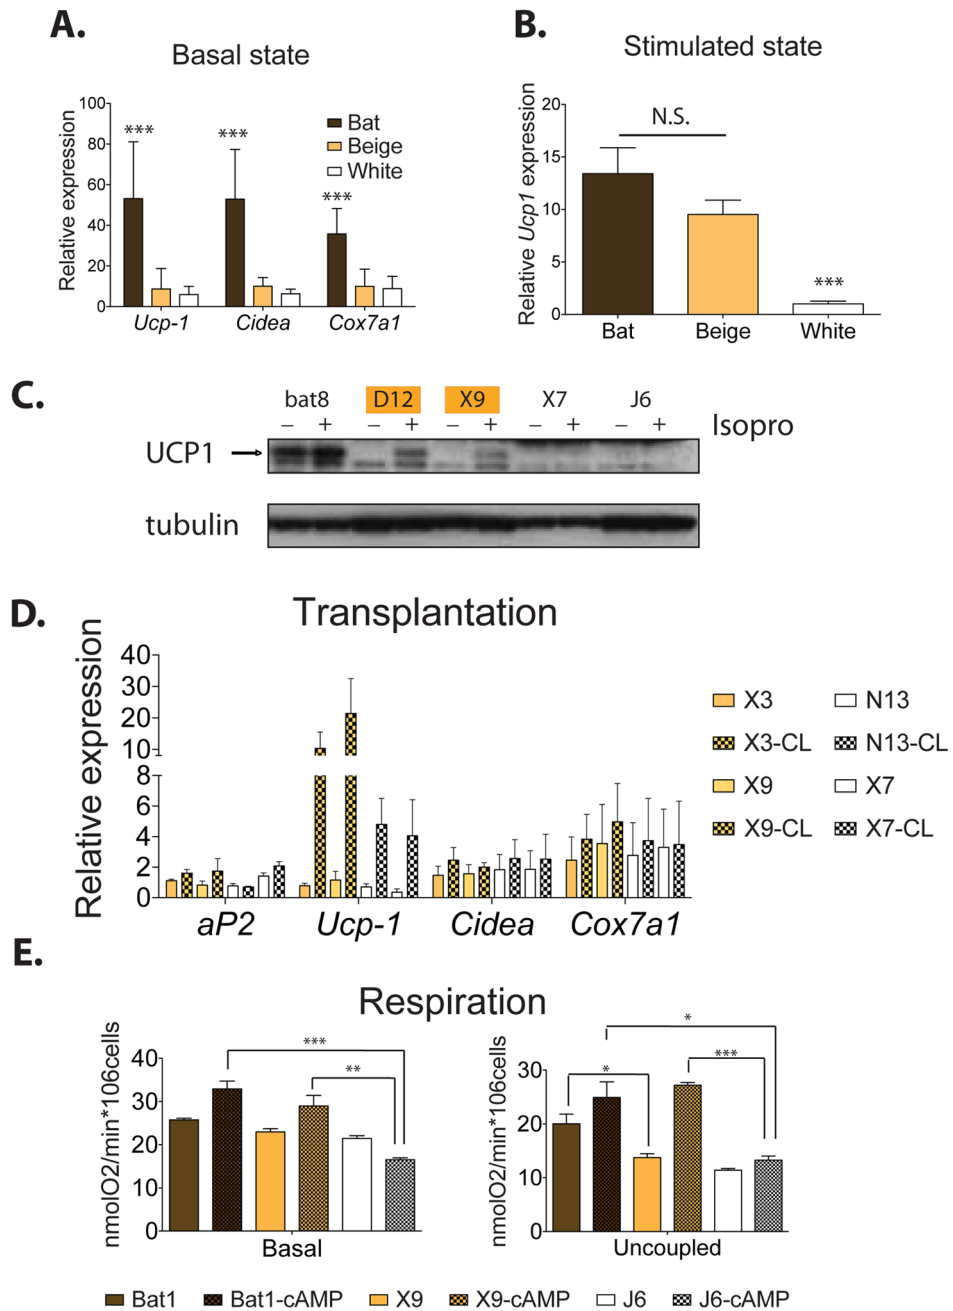 A.
Basal state
Relative expression
100
80
60
40
20
0
***
***
***
Bat
Beige
White
Ucp-1
Cidea
Cox7a1
B.
Stimulated state
Relative Ucp1 expression
20
15
10
5
0
N.S.
***
Bat
Beige
White
C.
bat8 D12 X9 X7 J6
– + – + – + – + – +
Isopro
UCP1
tubulin
D.
Transplantation
Relative expression
40
30
20
10
8
6
4
2
0
aP2
Ucp-1
Cidea
Cox7a1
X3
N13
X3-CL
N13-CL
X9
X7
X9-CL
X7-CL
E.
Respiration
nmolO2/min*106cells
40
30
20
10
0
***
**
Basal
nmolO2/min*106cells
30
20
10
0
*
*
***
Uncoupled
Bat1 Bat1-cAMP X9 X9-cAMP J6 J6-cAMP